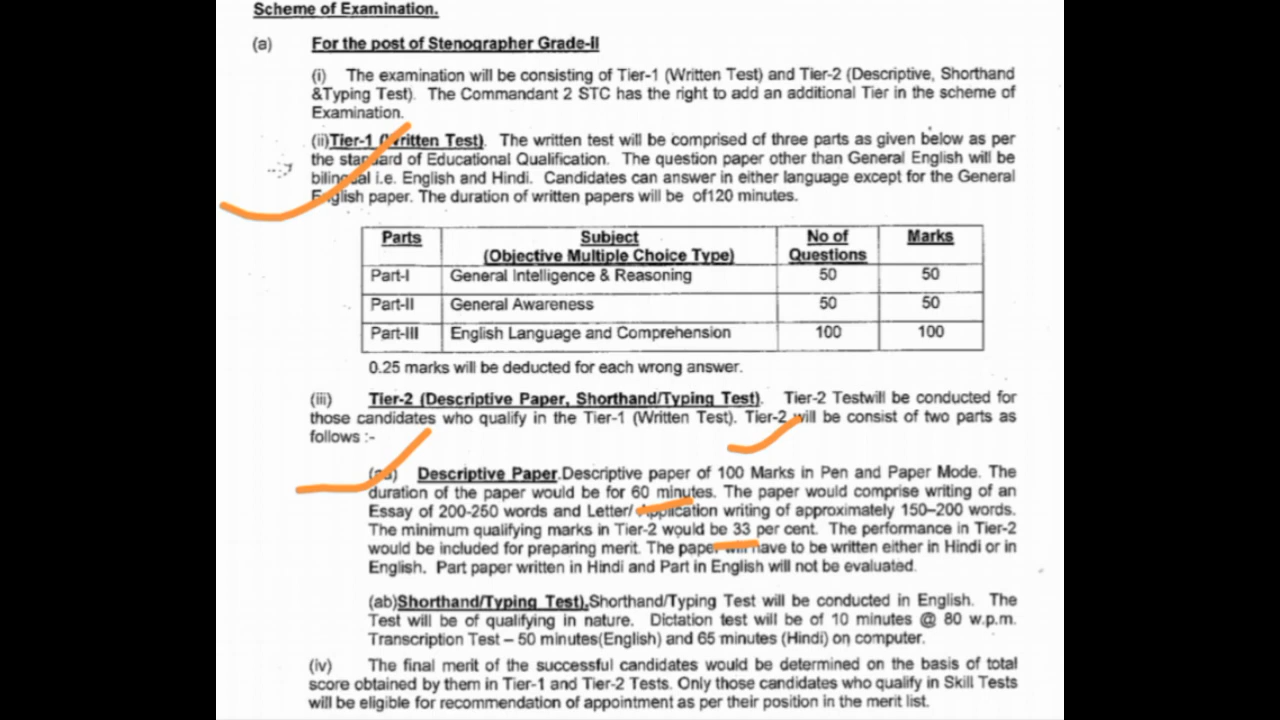 Scheme of Examination.
(a) For the post of Stenographer Grade-II
(i) The examination will be consisting of Tier-1 (Written Test) and Tier-2 (Descriptive, Shorthand
&Typing Test). The Commandant 2 STC has the right to add an additional Tier in the scheme of
Examination.
(ii)Tier-1 (Written Test). The written test will be comprised of three parts as given below as per
the standard of Educational Qualification. The question paper other than General English will be
bilingual i.e. English and Hindi. Candidates can answer in either language except for the General
English paper. The duration of written papers will be of120 minutes.
Parts Subject No of Marks
(Objective Multiple Choice Type) Questions
Part-I General Intelligence & Reasoning 50 50
Part-II General Awareness 50 50
Part-III English Language and Comprehension 100 100
0.25 marks will be deducted for each wrong answer.
(iii) Tier-2 (Descriptive Paper, Shorthand/Typing Test). Tier-2 Testwill be conducted for
those candidates who qualify in the Tier-1 (Written Test). Tier-2 will be consist of two parts as
follows :-
(aa) Descriptive Paper.Descriptive paper of 100 Marks in Pen and Paper Mode. The
duration of the paper would be for 60 minutes. The paper would comprise writing of an
Essay of 200-250 words and Letter/ Application writing of approximately 150–200 words.
The minimum qualifying marks in Tier-2 would be 33 per cent. The performance in Tier-2
would be included for preparing merit. The paper will have to be written either in Hindi or in
English. Part paper written in Hindi and Part in English will not be evaluated.
(ab)Shorthand/Typing Test).Shorthand/Typing Test will be conducted in English. The
Test will be of qualifying in nature. Dictation test will be of 10 minutes @ 80 w.p.m.
Transcription Test – 50 minutes(English) and 65 minutes (Hindi) on computer.
(iv) The final merit of the successful candidates would be determined on the basis of total
score obtained by them in Tier-1 and Tier-2 Tests. Only those candidates who qualify in Skill Tests
will be eligible for recommendation of appointment as per their position in the merit list.